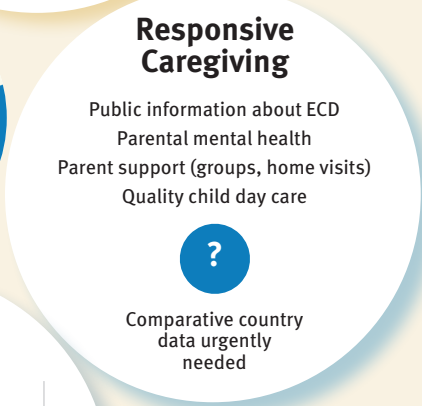 Responsive
Caregiving
Public information about ECD
Parental mental health
Parent support (groups, home visits)
Quality child day care
?
Comparative country
data urgently
needed